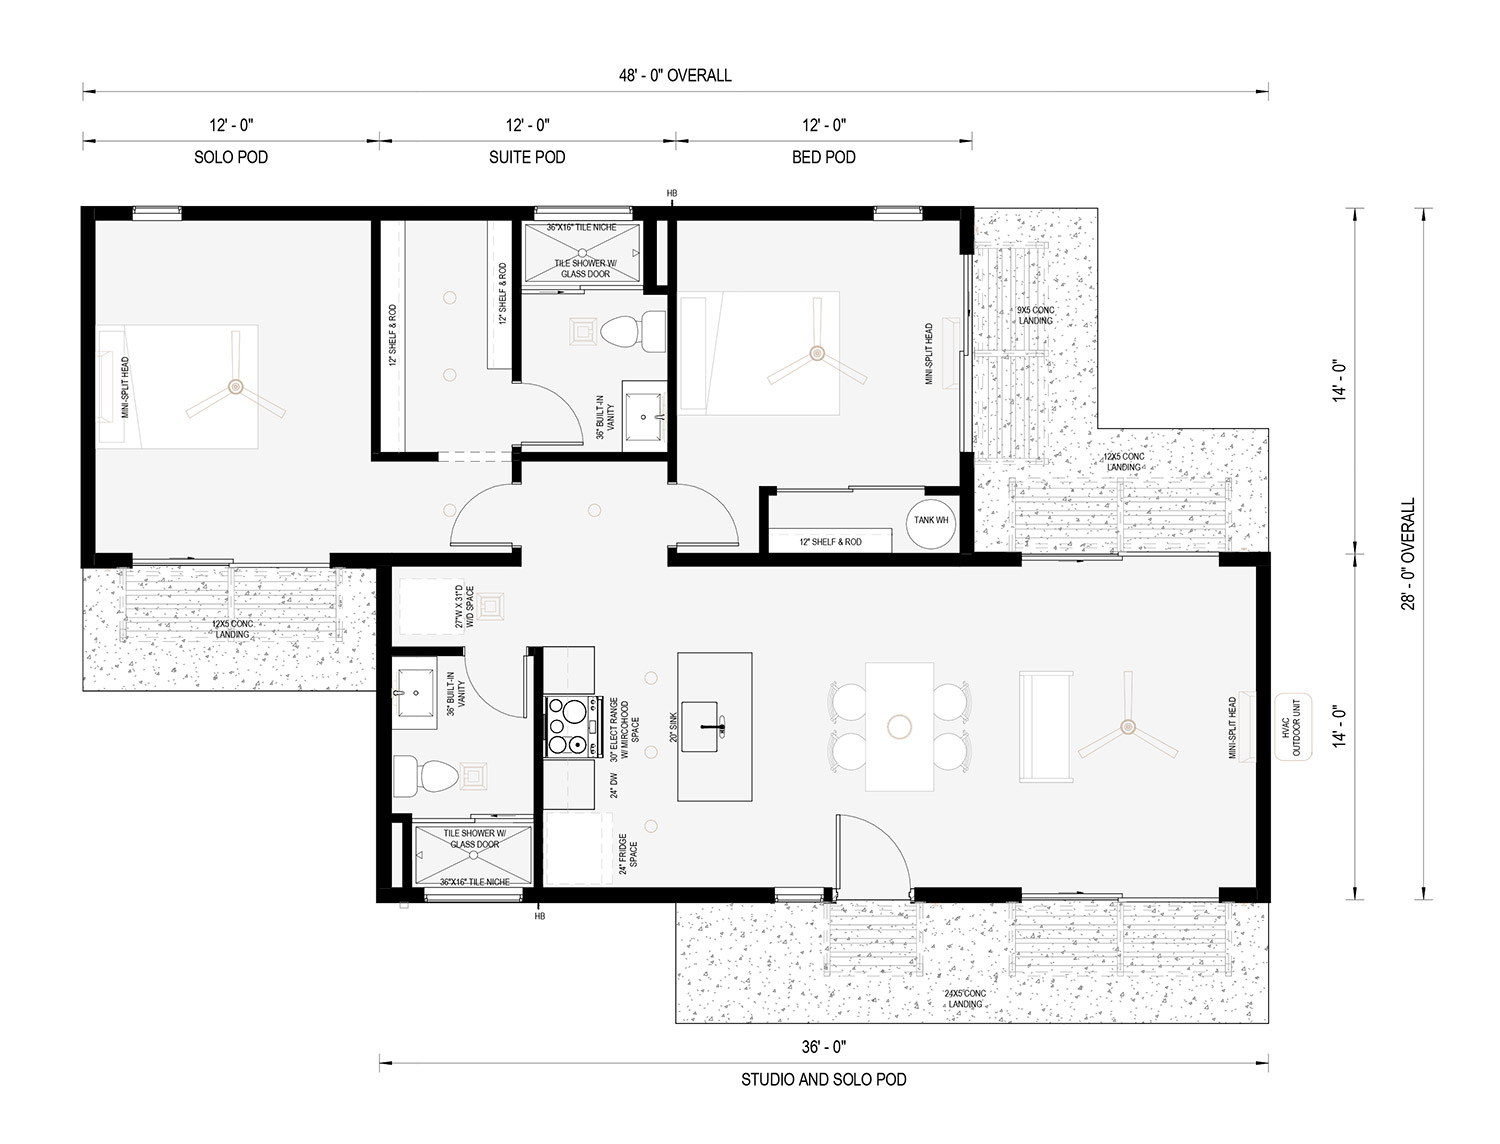 48' - 0" OVERALL
12' - 0"
12' - 0"
12' - 0"
SOLO POD
SUITE POD
BED POD
HB
36"X16" TILE NICHE
TILE SHOWER W/
GLASS DOOR
12" SHELF & ROD
12" SHELF & ROD
MINI-SPLIT HEAD
36" BUILT-IN
VANITY
MINI-SPLIT HEAD
9X5 CONC
LANDING
14' - 0"
12X5 CONC
LANDING
TANK WH
12" SHELF & ROD
28' - 0" OVERALL
12X5 CONC
LANDING
27"W X 31"D
W/D SPACE
36" BUILT-IN
VANITY
30" ELECT RANGE
W/ MIRCOHOOD
SPACE
20" SINK
24" DW
24" FRIDGE
SPACE
MINI-SPLIT HEAD
HVAC
OUTDOOR UNIT
14' - 0"
TILE SHOWER W/
GLASS DOOR
36"X16" TILE NICHE
HB
24X5 CONC
LANDING
36' - 0"
STUDIO AND SOLO POD